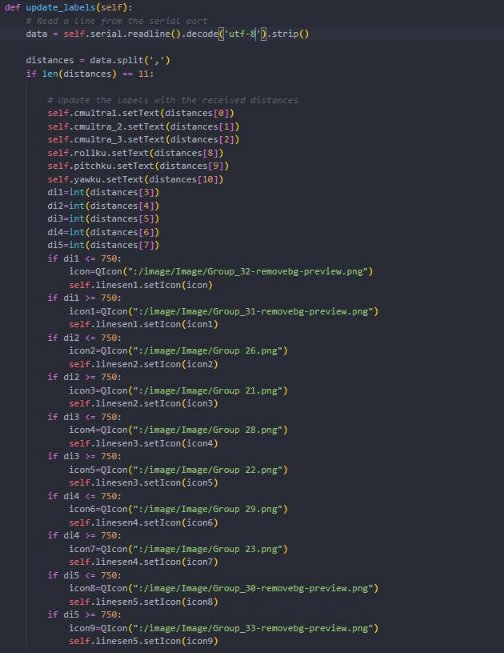 def update_labels(self):
# Read a line from the serial port
data = self.serial.readline().decode('utf-8').strip()
distances = data.split(',')
if len(distances) == 11:
# Update the labels with the received distances
self.cmultra1.setText(distances[0])
self.cmultra_2.setText(distances[1])
self.cmultra_3.setText(distances[2])
self.rollku.setText(distances[8])
self.pitchku.setText(distances[9])
self.yawku.setText(distances[10])
di1=int(distances[3])
di2=int(distances[4])
di3=int(distances[5])
di4=int(distances[6])
di5=int(distances[7])
if di1 <= 750:
icon=QIcon(":/image/Image/Group_32-removebg-preview.png")
self.linesen1.setIcon(icon)
if di1 >= 750:
icon1=QIcon(":/image/Image/Group_31-removebg-preview.png")
self.linesen1.setIcon(icon1)
if di2 <= 750:
icon2=QIcon(":/image/Image/Group 26.png")
self.linesen2.setIcon(icon2)
if di2 >= 750:
icon3=QIcon(":/image/Image/Group 21.png")
self.linesen2.setIcon(icon3)
if di3 <= 750:
icon4=QIcon(":/image/Image/Group 28.png")
self.linesen3.setIcon(icon4)
if di3 >= 750:
icon5=QIcon(":/image/Image/Group 22.png")
self.linesen3.setIcon(icon5)
if di4 <= 750:
icon6=QIcon(":/image/Image/Group 29.png")
self.linesen4.setIcon(icon6)
if di4 >= 750:
icon7=QIcon(":/image/Image/Group 23.png")
self.linesen4.setIcon(icon7)
if di5 <= 750:
icon8=QIcon(":/image/Image/Group_30-removebg-preview.png")
self.linesen5.setIcon(icon8)
if di5 >= 750:
icon9=QIcon(":/image/Image/Group_33-removebg-preview.png")
self.linesen5.setIcon(icon9)